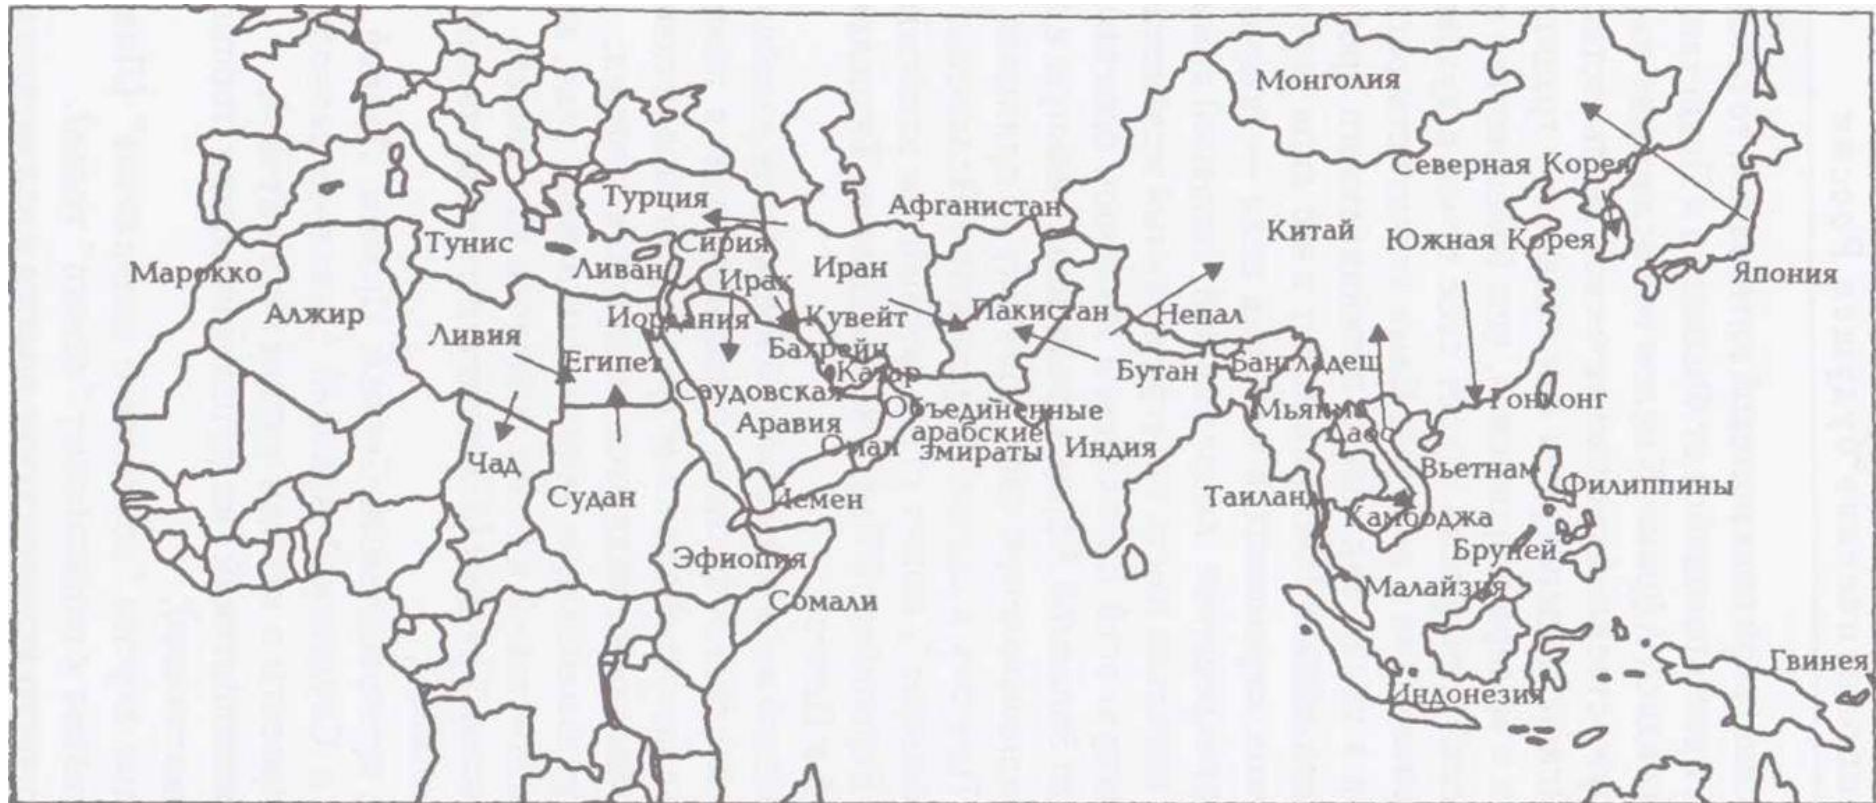 Монголия
Северная Корея
Турция
Афганистан
Китай
Южная Корея
Тунис
Сирия
Марокко
Ливан
Ирак
Иран
Япония
Алжир
Ливия
Иордания
Кувейт
Пакистан
Непал
Египет
Бахрейн
Катар
Бутан
Бангладеш
Саудовская
Аравия
Объединенные
арабские
эмираты
Мьянма
Гонконг
Лаос
Оман
Индия
Чад
Судан
Йемен
Таиланд
Вьетнам
Филиппины
Камбоджа
Эфиопия
Бруней
Сомали
Малайзия
Гвинея
Индонезия